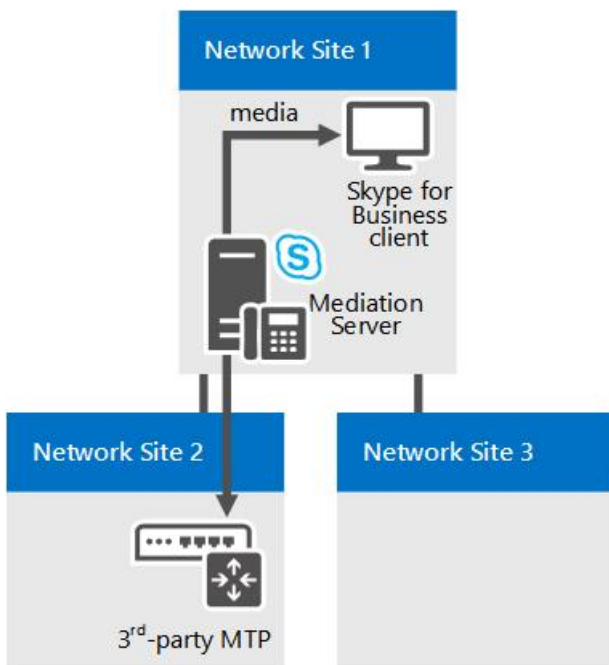 Network Site 1
media
Skype for
Business
client
Mediation
Server
Network Site 2
Network Site 3
3rd-party MTP